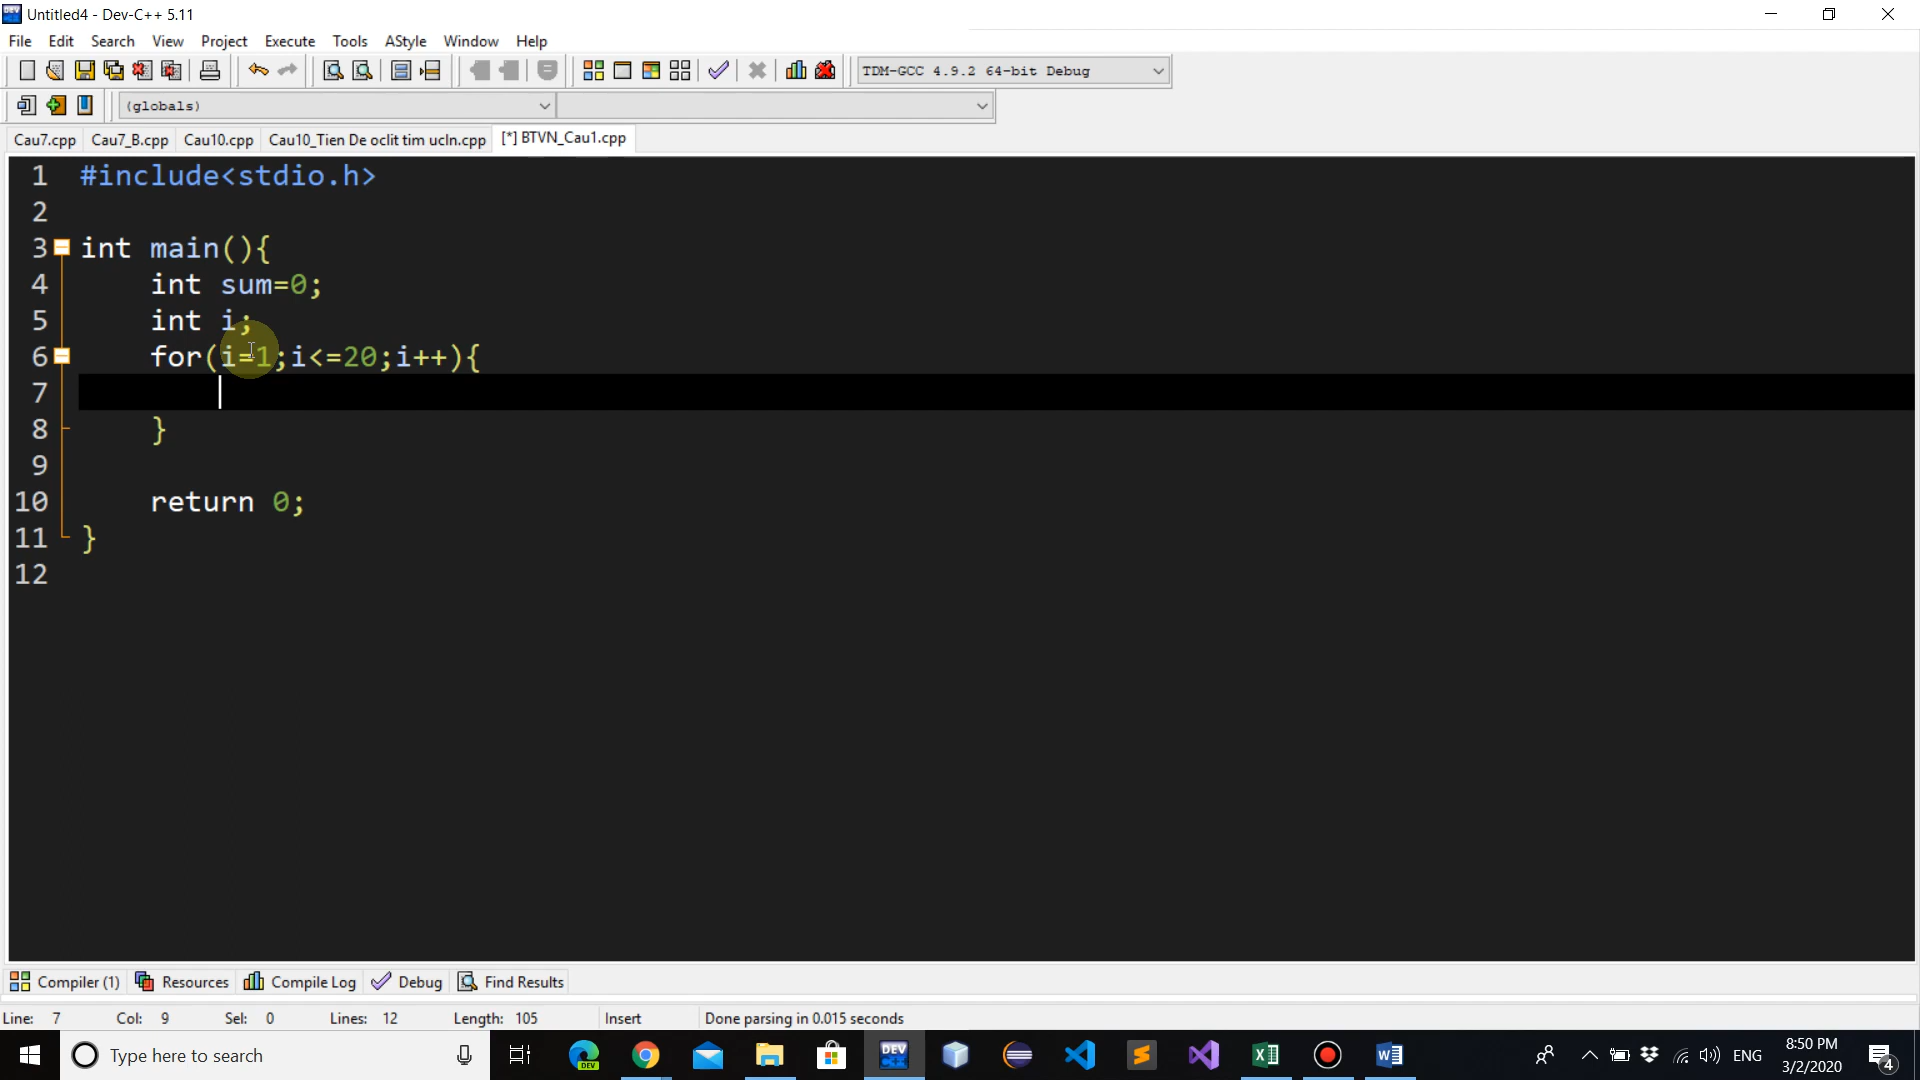 Untitled4 - Dev-C++ 5.11
File Edit Search View Project Execute Tools AStyle Window Help
TDM-GCC 4.9.2 64-bit Debug
(globals)
Cau7.cpp Cau7_B.cpp Cau10.cpp Cau10_Tien De oclit tim ucln.cpp [*] BTVN_Cau1.cpp
1 #include<stdio.h>
2
3 int main(){
4 int sum=0;
5 int i;
6 for(i=1;i<=20;i++){
7
8 }
9
10 return 0;
11 }
12
Compiler (1) Resources Compile Log Debug Find Results
Line: 7 Col: 9 Sel: 0 Lines: 12 Length: 105 Insert Done parsing in 0.015 seconds
Type here to search
DEV
DEV
ENG
8:50 PM
3/2/2020
4